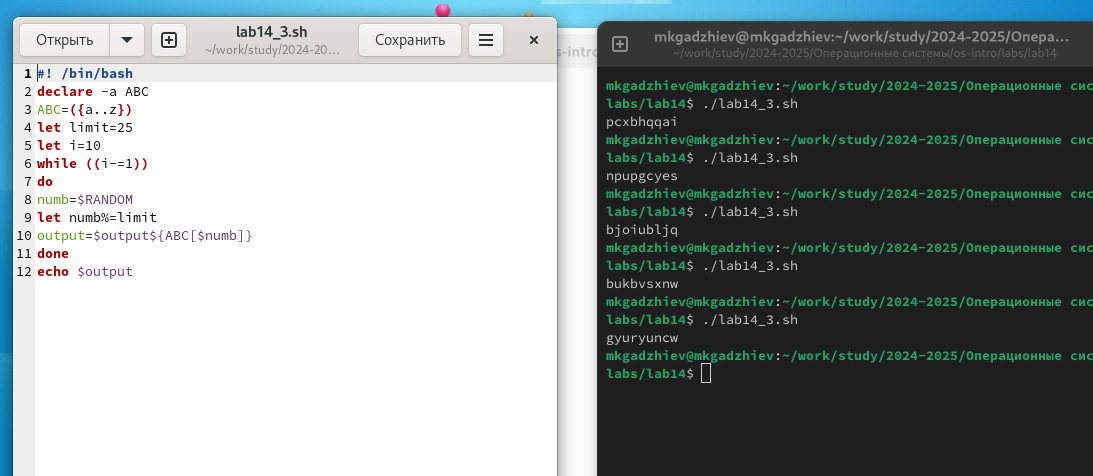 Открыть
lab14_3.sh
~/work/study/2024-20...
Сохранить
1 #! /bin/bash
2 declare -a ABC
3 ABC=({a..z})
4 let limit=25
5 let i=10
6 while ((i-=1))
7 do
8 numb=$RANDOM
9 let numb%=limit
10 output=$output${ABC[$numb]}
11 done
12 echo $output
s-intro
mkgadzhiev@mkgadzhiev:~/work/study/2024-2025/Опера...
~/work/study/2024-2025/Операционные системы/os-intro/labs/lab14
mkgadzhiev@mkgadzhiev:~/work/study/2024-2025/Операционные сис
labs/lab14$ ./lab14_3.sh
pcxbhqqai
mkgadzhiev@mkgadzhiev:~/work/study/2024-2025/Операционные сис
labs/lab14$ ./lab14_3.sh
npupgcyes
mkgadzhiev@mkgadzhiev:~/work/study/2024-2025/Операционные сис
labs/lab14$ ./lab14_3.sh
bjoiubljq
mkgadzhiev@mkgadzhiev:~/work/study/2024-2025/Операционные сис
labs/lab14$ ./lab14_3.sh
bukbvsxnw
mkgadzhiev@mkgadzhiev:~/work/study/2024-2025/Операционные сис
labs/lab14$ ./lab14_3.sh
gyuryuncw
mkgadzhiev@mkgadzhiev:~/work/study/2024-2025/Операционные сис
labs/lab14$